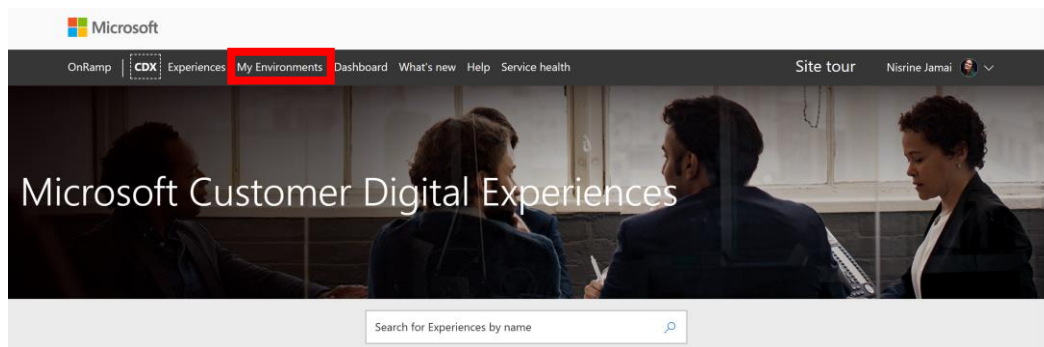 Microsoft
OnRamp | CDX Experiences My Environments Dashboard What's new Help Service health Site tour Nisrine Jamai
Microsoft Customer Digital Experiences
Search for Experiences by name